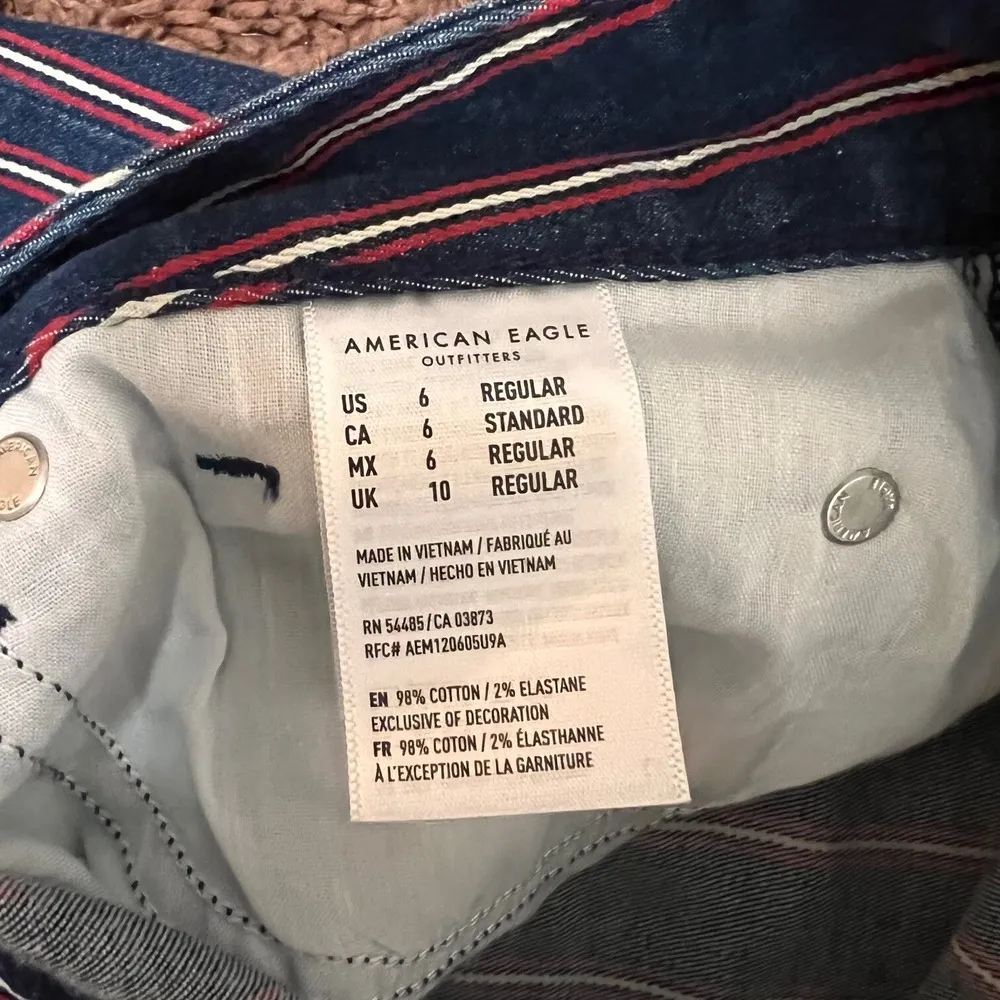 AMERICAN EAGLE
OUTFITTERS
US 6 REGULAR
CA 6 STANDARD
MX 6 REGULAR
UK 10 REGULAR
MADE IN VIETNAM / FABRIQUÉ AU
VIETNAM / HECHO EN VIETNAM
RN 54485 / CA 03873
RFC# AEM120605U9A
EN 98% COTTON / 2% ELASTANE
EXCLUSIVE OF DECORATION
FR 98% COTON / 2% ÉLASTHANNE
À L'EXCEPTION DE LA GARNITURE
AMERICAN